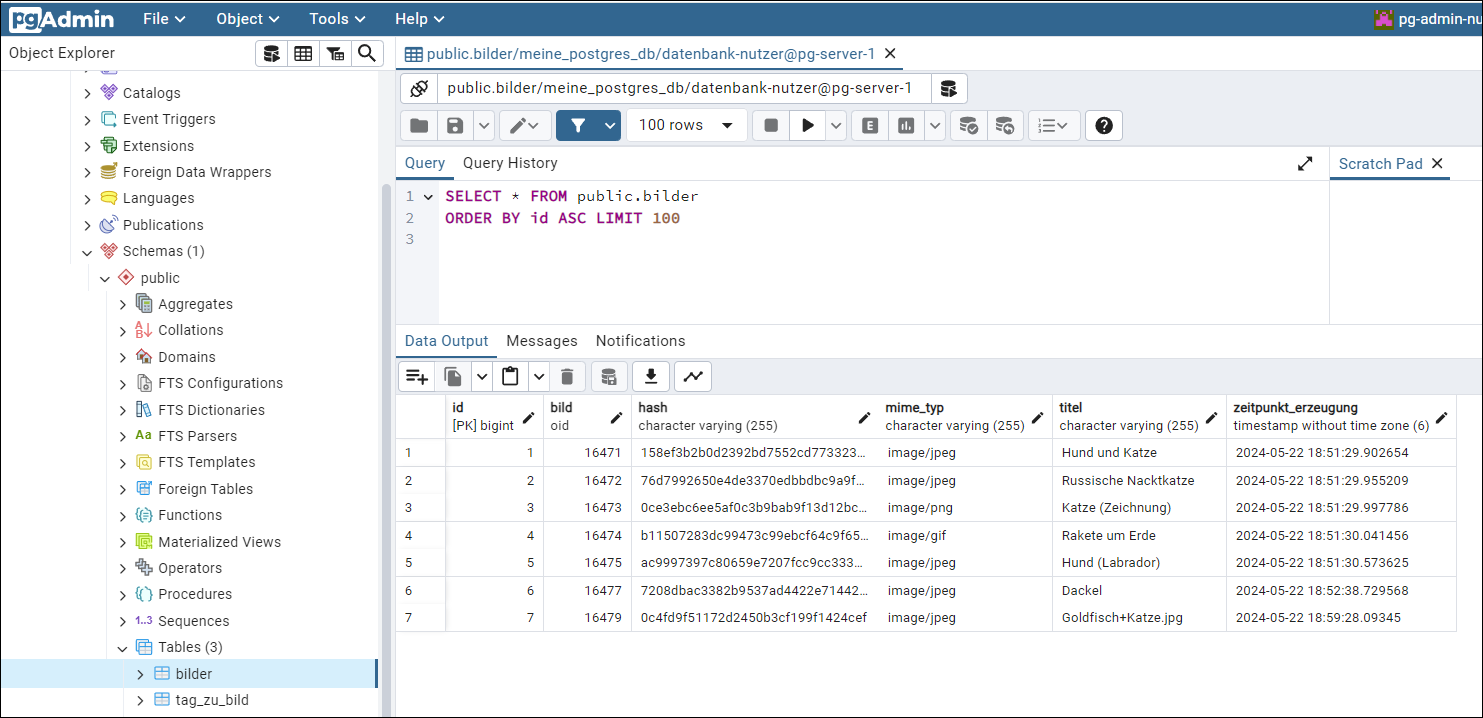 pgAdmin File Object Tools Help pg-admin-nu
Object Explorer
Catalogs
Event Triggers
Extensions
Foreign Data Wrappers
Languages
Publications
Schemas (1)
public
Aggregates
Collations
Domains
FTS Configurations
FTS Dictionaries
FTS Parsers
FTS Templates
Foreign Tables
Functions
Materialized Views
Operators
Procedures
1..3 Sequences
Tables (3)
bilder
tag_zu_bild
public.bilder/meine_postgres_db/datenbank-nutzer@pg-server-1
public.bilder/meine_postgres_db/datenbank-nutzer@pg-server-1
100 rows E
Query Query History
Scratch Pad
1 SELECT * FROM public.bilder
2 ORDER BY id ASC LIMIT 100
3
Data Output Messages Notifications
id bild hash mime_typ titel zeitpunkt_erzeugung
[PK] bigint oid character varying (255) character varying (255) character varying (255) timestamp without time zone (6)
1 1 16471 158ef3b2b0d2392bd7552cd773323... image/jpeg Hund und Katze 2024-05-22 18:51:29.902654
2 2 16472 76d7992650e4de3370edbbdbc9a9f... image/jpeg Russische Nacktkatze 2024-05-22 18:51:29.955209
3 3 16473 0ce3ebc6ee5af0c3b9bab9f13d12bc... image/png Katze (Zeichnung) 2024-05-22 18:51:29.997786
4 4 16474 b11507283dc99473c99ebcf64c9f65... image/gif Rakete um Erde 2024-05-22 18:51:30.041456
5 5 16475 ac9997397c80659e7207fcc9cc333... image/jpeg Hund (Labrador) 2024-05-22 18:51:30.573625
6 6 16477 7208dbac3382b9537ad4422e71442... image/jpeg Dackel 2024-05-22 18:52:38.729568
7 7 16479 0c4fd9f51172d2450b3cf199f1424cef image/jpeg Goldfisch+Katze.jpg 2024-05-22 18:59:28.09345